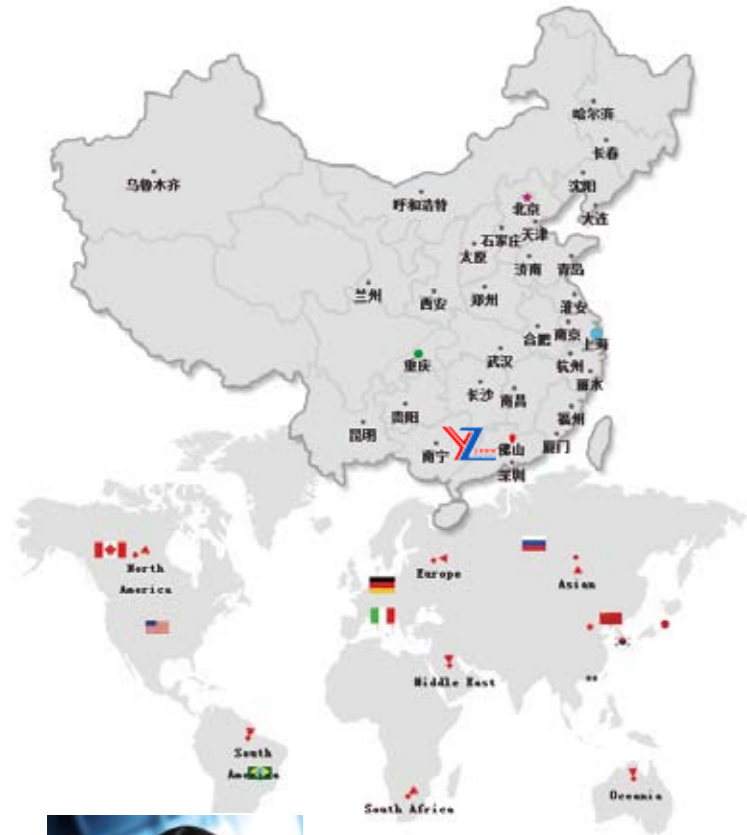 哈尔滨
长春
乌鲁木齐
沈阳
呼和浩特
北京
大连
天津
石家庄
太原
济南
青岛
兰州
西安
郑州
淮安
合肥
南京
上海
重庆
武汉
杭州
丽水
长沙
南昌
贵阳
福州
昆明
YZ
佛山
厦门
南宁
深圳
North
America
Europe
Asian
Middle East
South
America
South Africa
Oceania